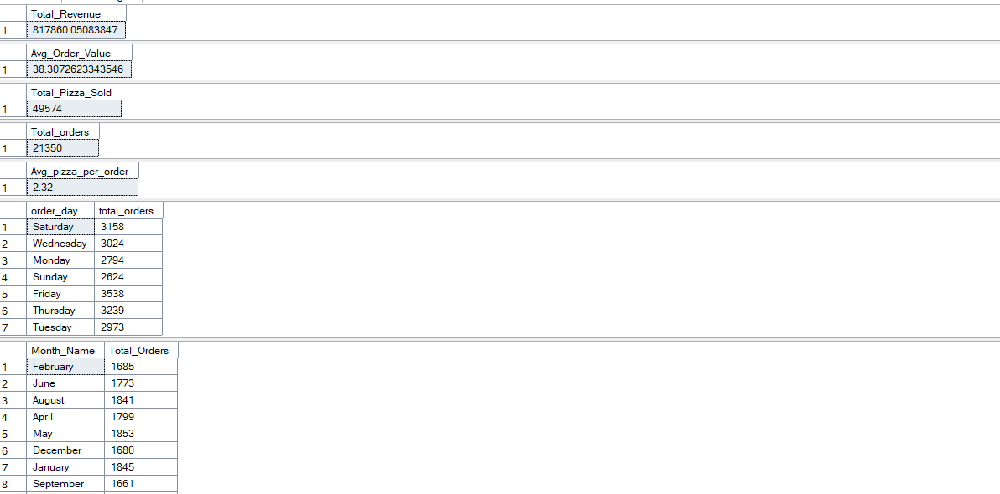 Total_Revenue
1 817860.05083847
Avg_Order_Value
1 38.3072623343546
Total_Pizza_Sold
1 49574
Total_orders
1 21350
Avg_pizza_per_order
1 2.32
order_day total_orders
1 Saturday 3158
2 Wednesday 3024
3 Monday 2794
4 Sunday 2624
5 Friday 3538
6 Thursday 3239
7 Tuesday 2973
Month_Name Total_Orders
1 February 1685
2 June 1773
3 August 1841
4 April 1799
5 May 1853
6 December 1680
7 January 1845
8 September 1661